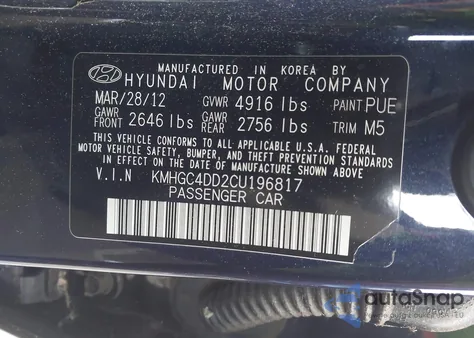 MANUFACTURED IN KOREA BY
HYUNDAI MOTOR COMPANY
MAR/28/12 GVWR 4916 lbs PAINT PUE
GAWR FRONT 2646 lbs GAWR REAR 2756 lbs TRIM M5
THIS VEHICLE CONFORMS TO ALL APPLICABLE U.S.A. FEDERAL
MOTOR VEHICLE SAFETY, BUMPER, AND THEFT PREVENTION STANDARDS
IN EFFECT ON THE DATE OF MANUFACTURE SHOWN ABOVE.
V.I.N KMHGC4DD2CU196817
PASSENGER CAR
autoSnap